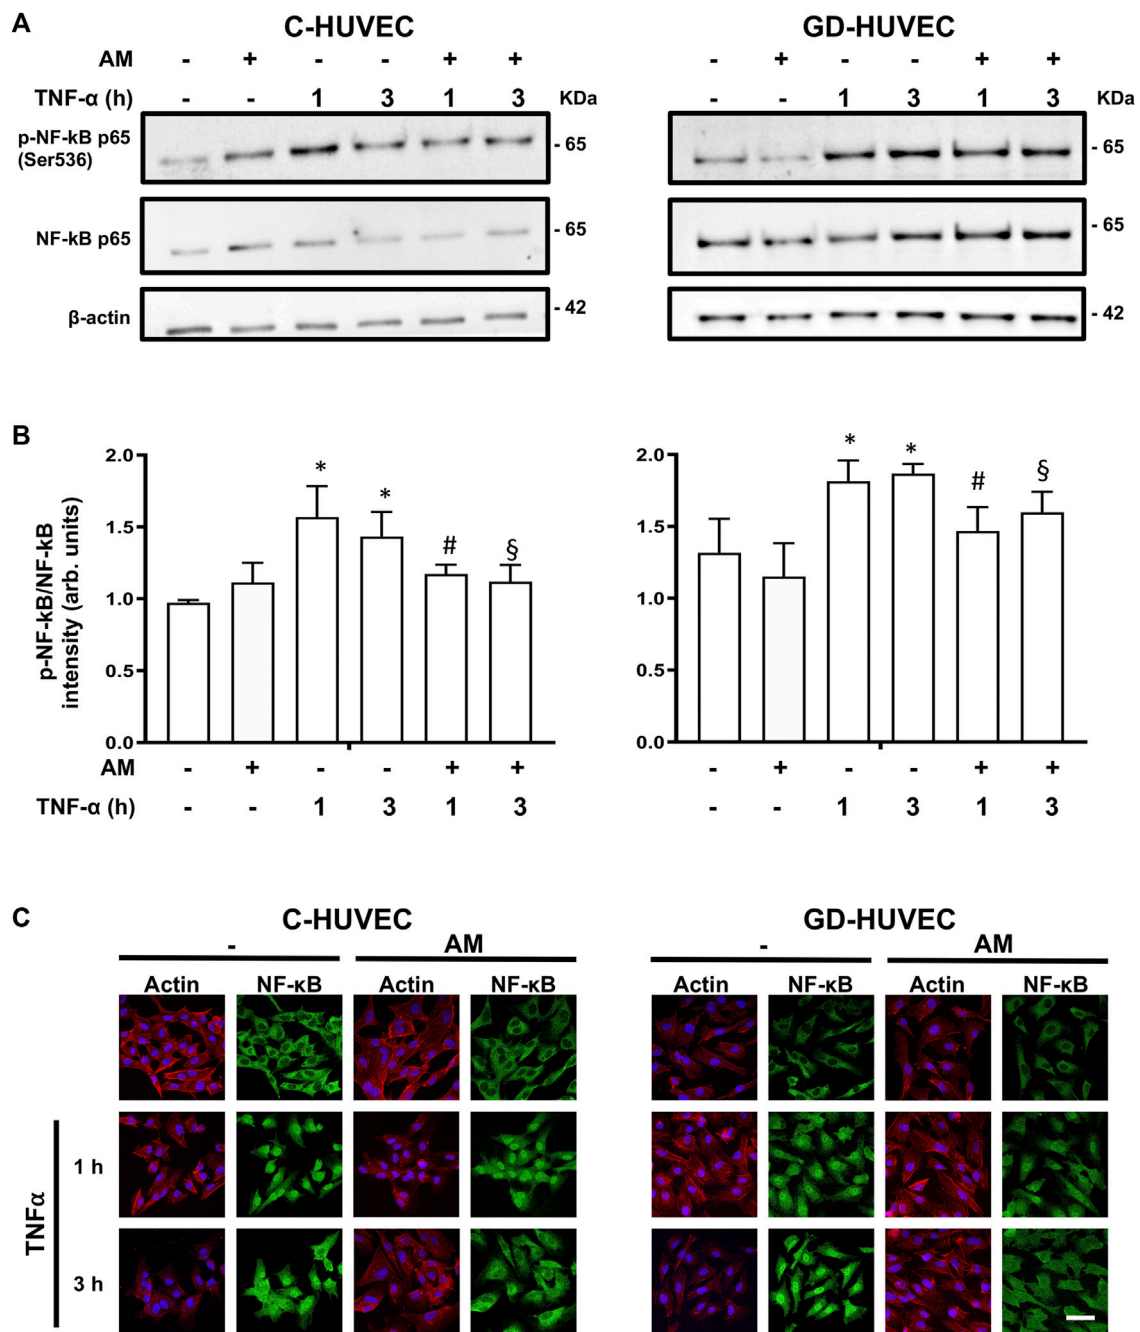 A
C-HUVEC
GD-HUVEC
AM - + - - + +
- + - - + +
TNF-α (h) - - 1 3 1 3 KDa
- - 1 3 1 3 KDa
p-NF-kB p65
(Ser536)
- 65
- 65
NF-kB p65
- 65
- 65
β-actin
- 42
- 42
B
p-NF-kB/NF-kB
intensity (arb. units)
2.0
1.5
1.0
0.5
0.0
* * # §
2.0
1.5
1.0
0.5
0.0
* * # §
AM - + - - + +
- + - - + +
TNF-α (h) - - 1 3 1 3
- - 1 3 1 3
C
C-HUVEC
GD-HUVEC
- AM
- AM
Actin NF-κB Actin NF-κB
Actin NF-κB Actin NF-κB
TNFα
1 h
3 h